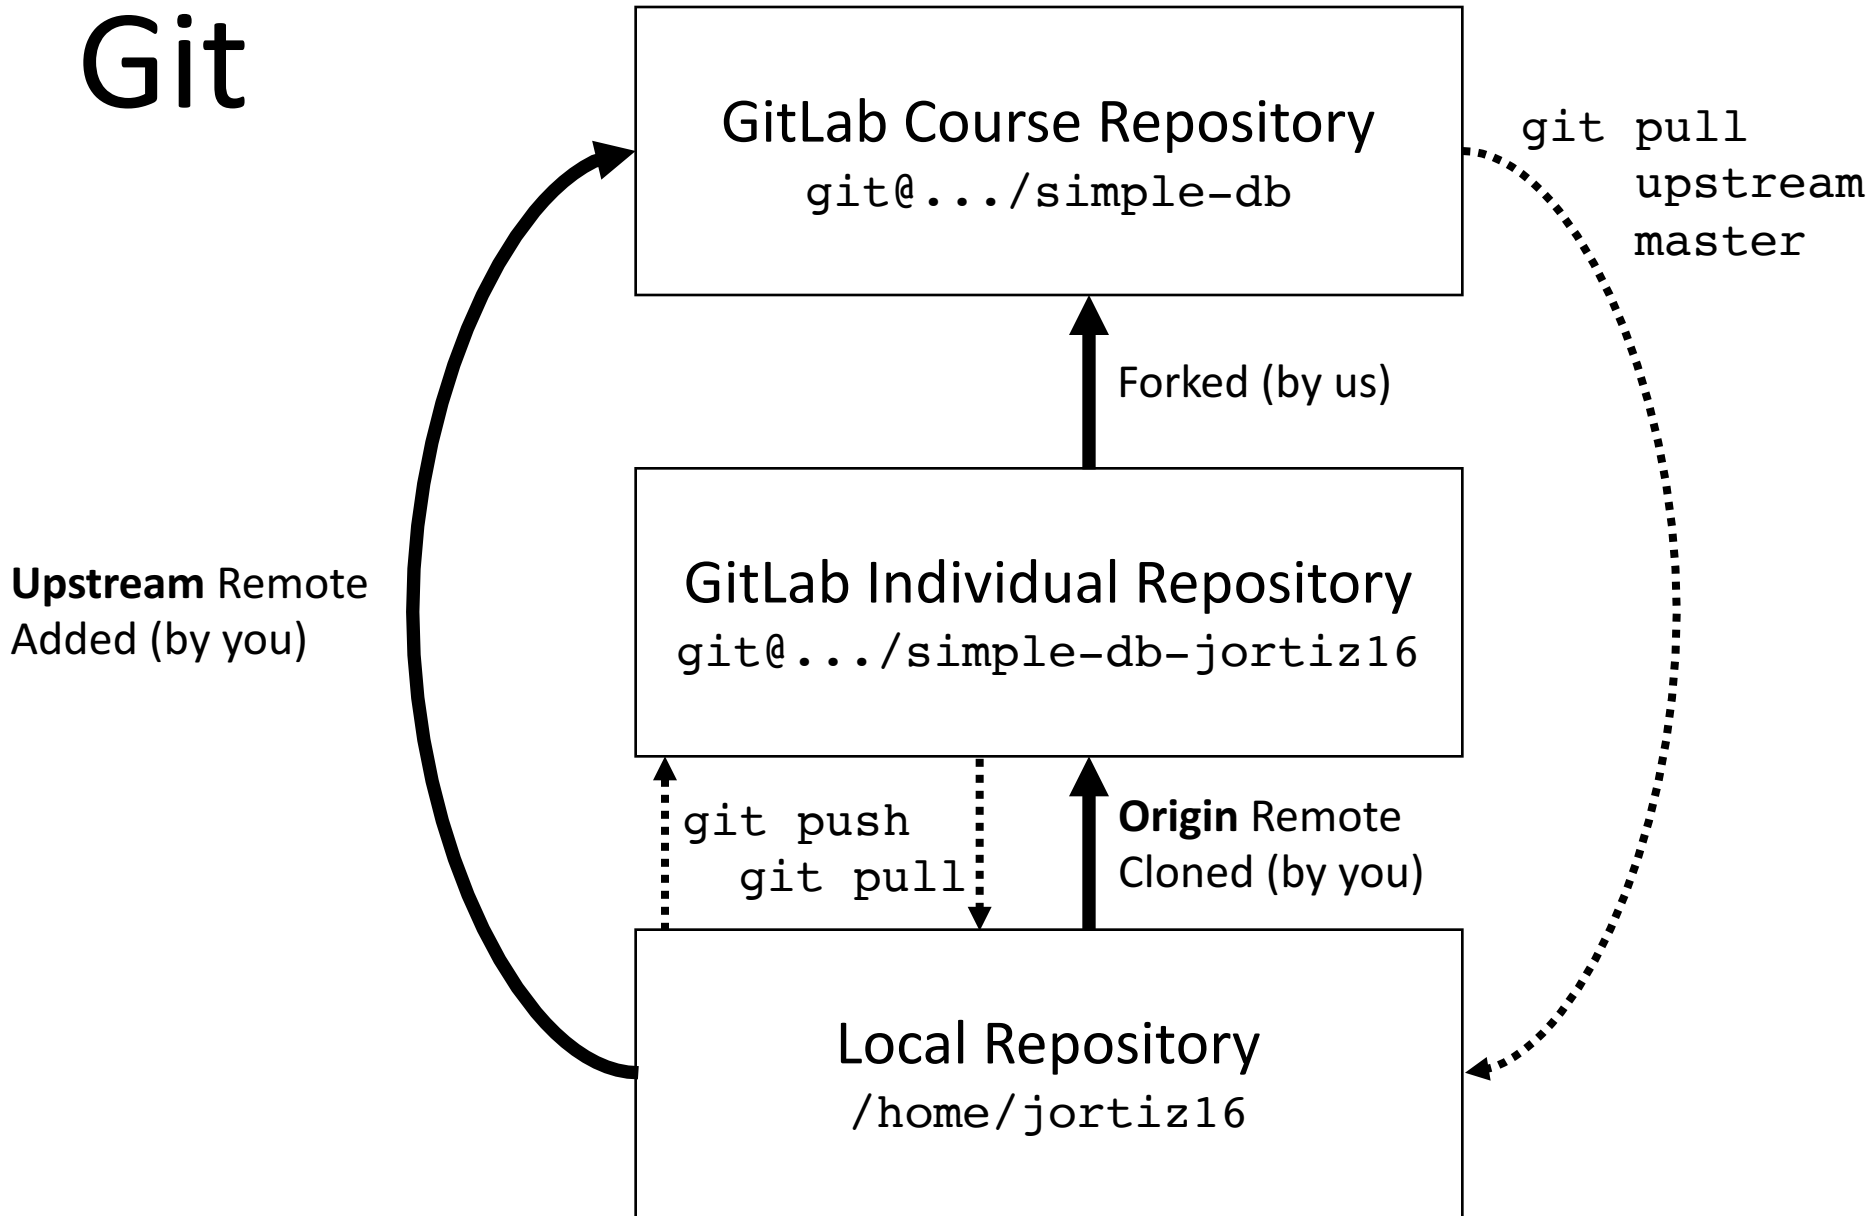 Git
GitLab Course Repository
git@.../simple-db
git pull
upstream
master
Forked (by us)
Upstream Remote
Added (by you)
GitLab Individual Repository
git@.../simple-db-jortiz16
git push
git pull
Origin Remote
Cloned (by you)
Local Repository
/home/jortiz16